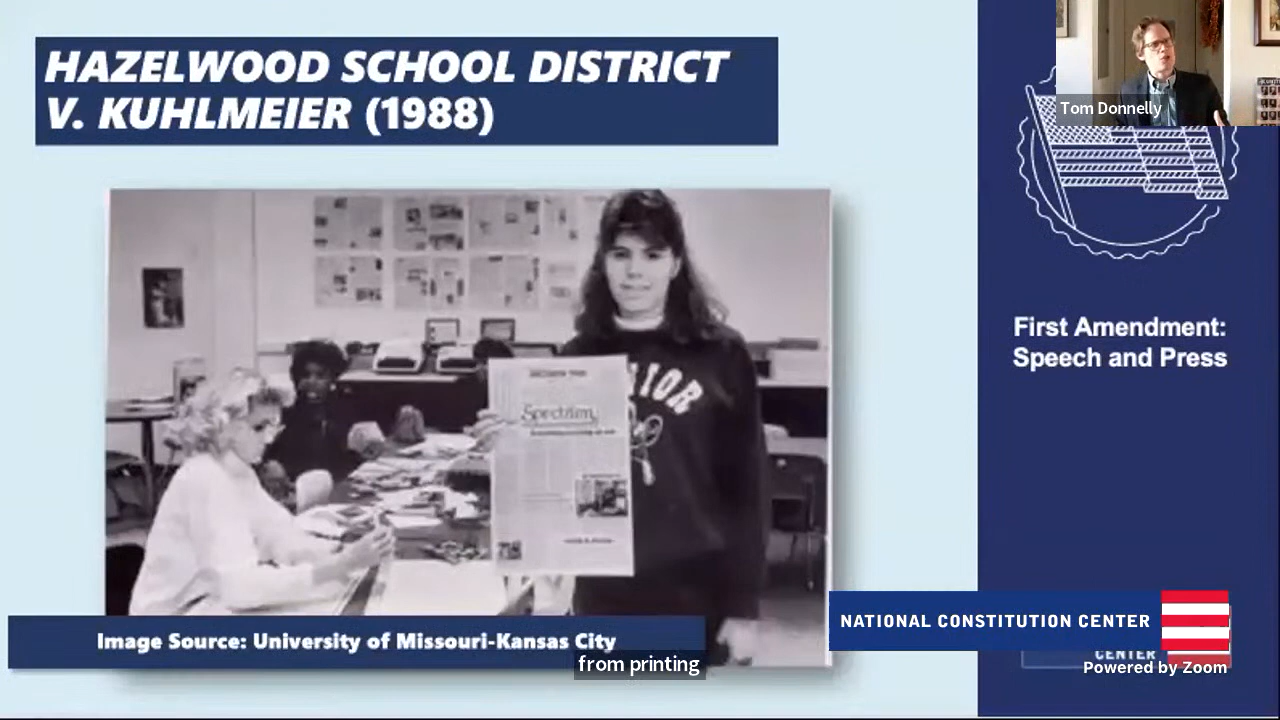 HAZELWOOD SCHOOL DISTRICT
V. KUHLMEIER (1988)
Tom Donnelly
First Amendment:
Speech and Press
Spectrum
IOR
Image Source: University of Missouri-Kansas City
from printing
NATIONAL CONSTITUTION CENTER
CENTER
Powered by Zoom